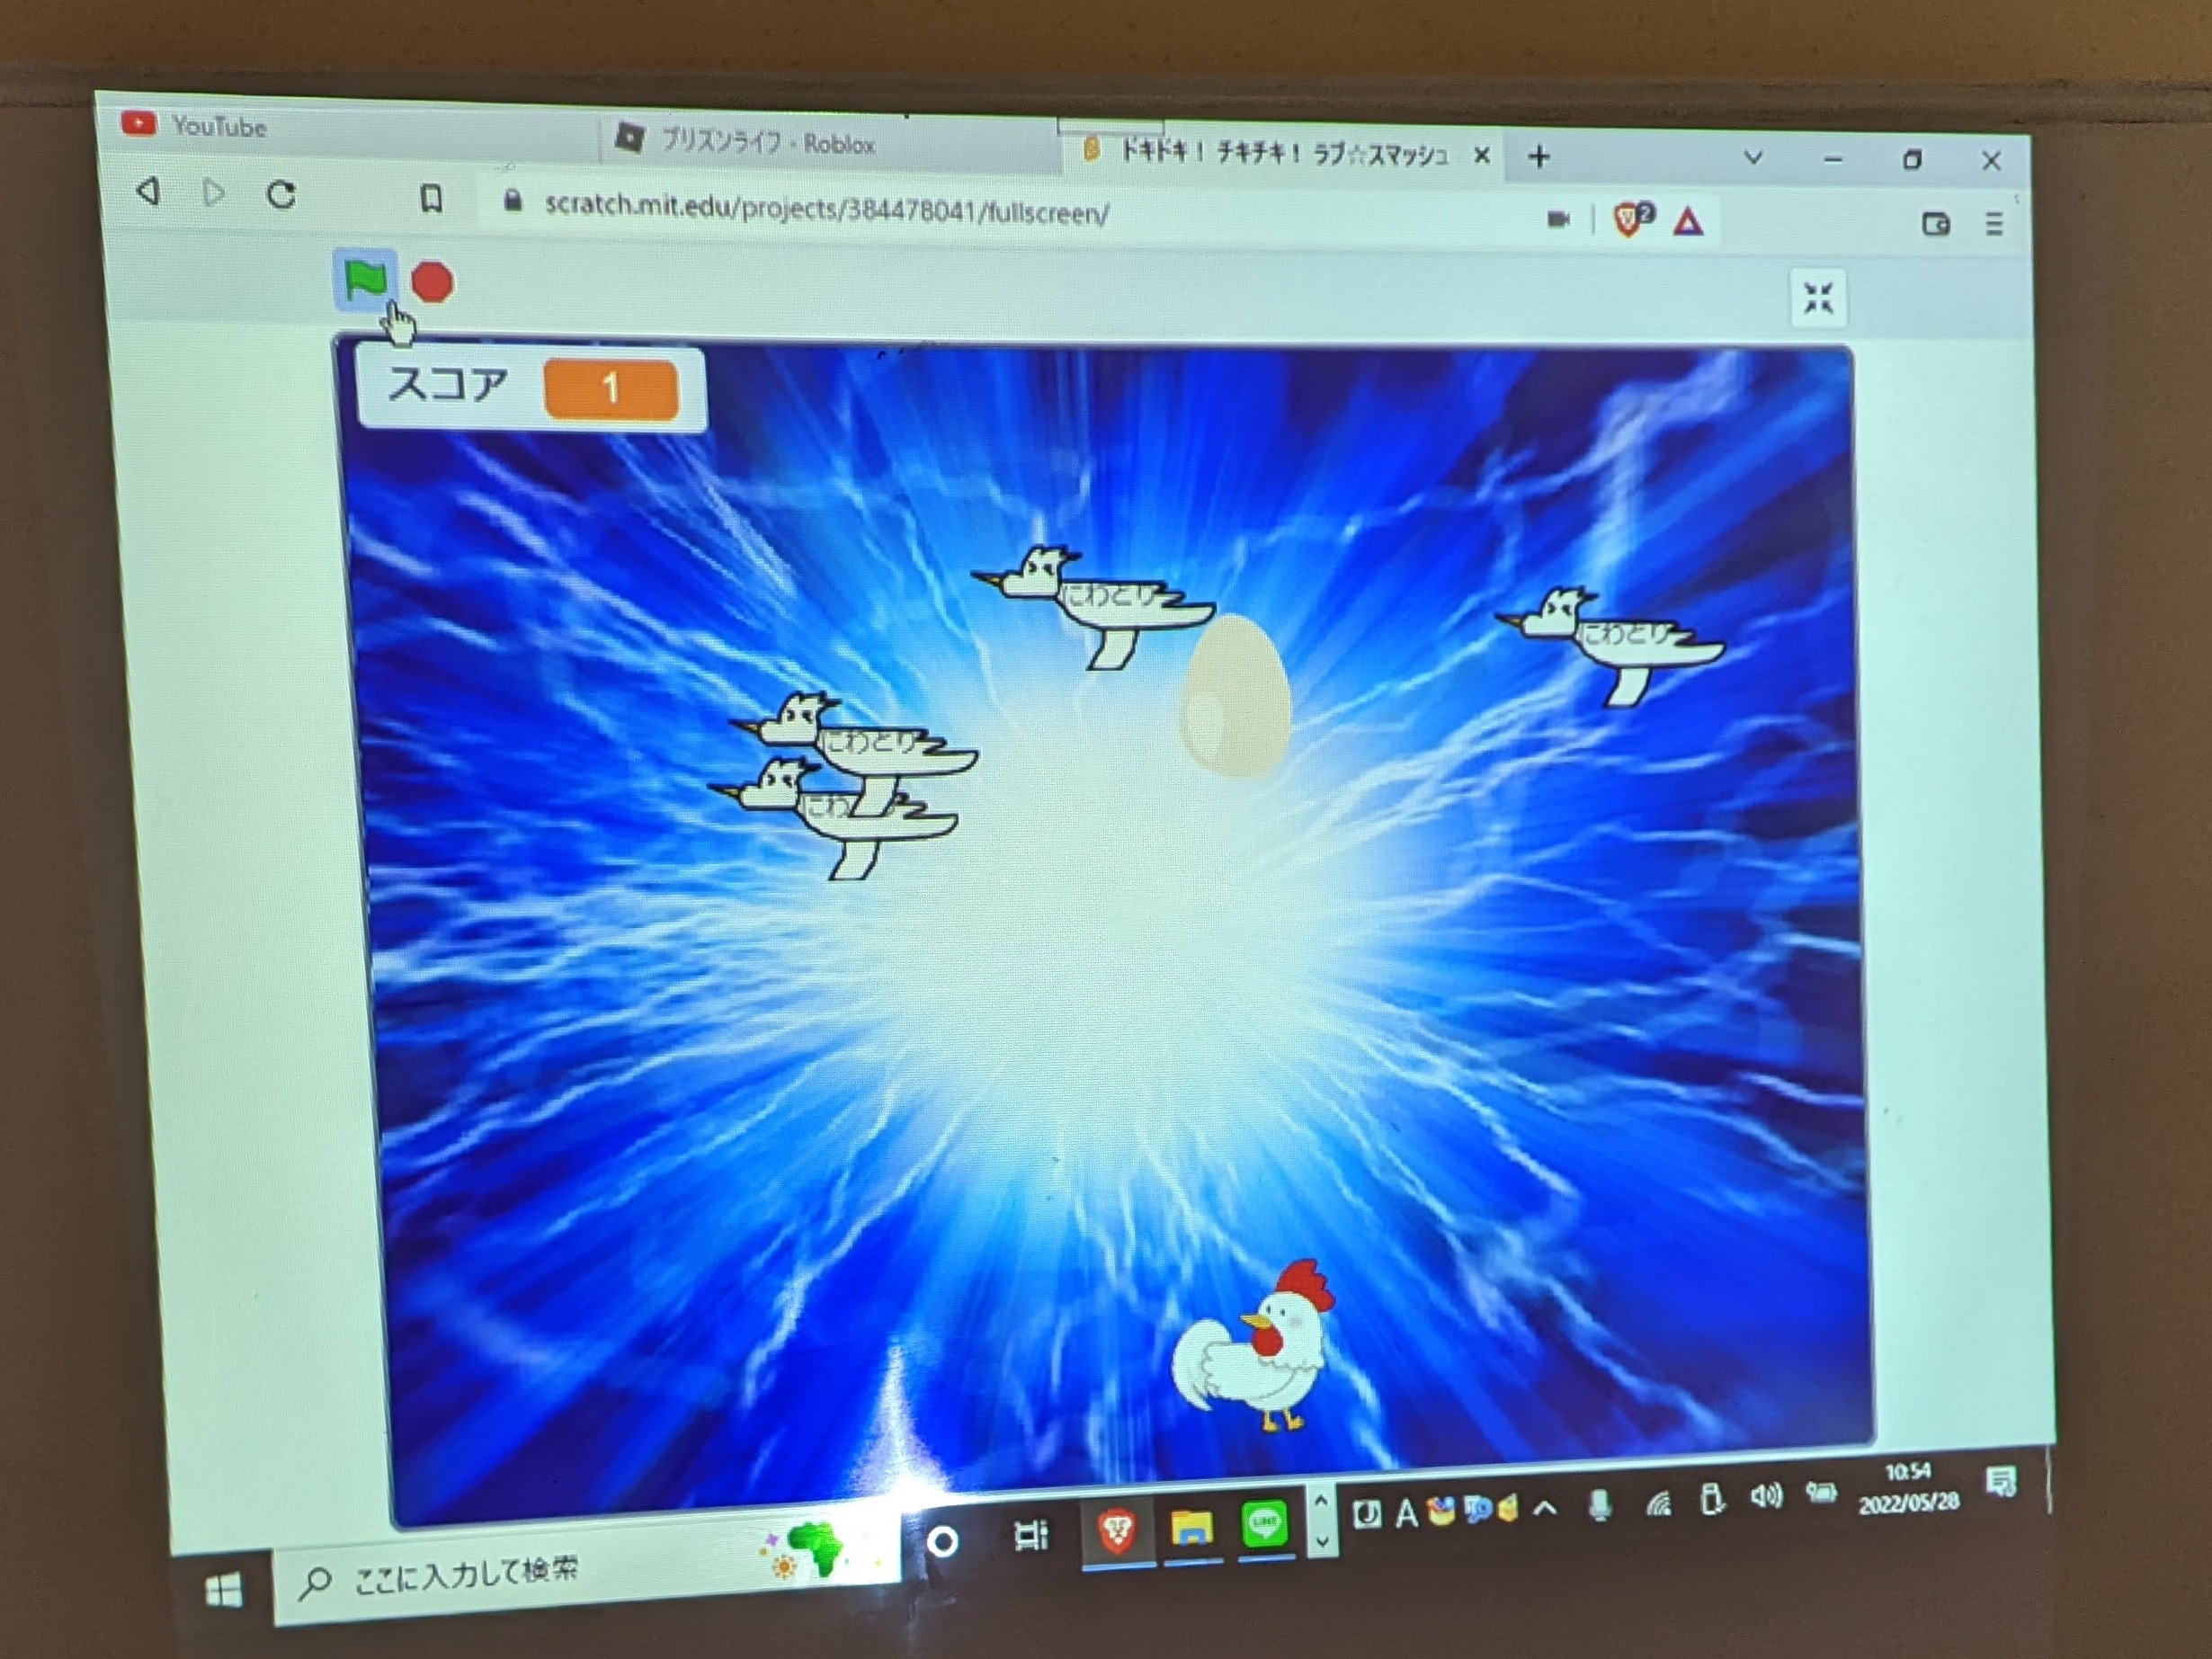 YouTube
プリズンライフ - Roblox
ドキドキ！ チキチキ！ ラブ☆スマッシュ
scratch.mit.edu/projects/384478041/fullscreen/
2
スコア 1
にわとり
にわとり
にわとり
にわ
ここに入力して検索
LINE
A
10:54
2022/05/28